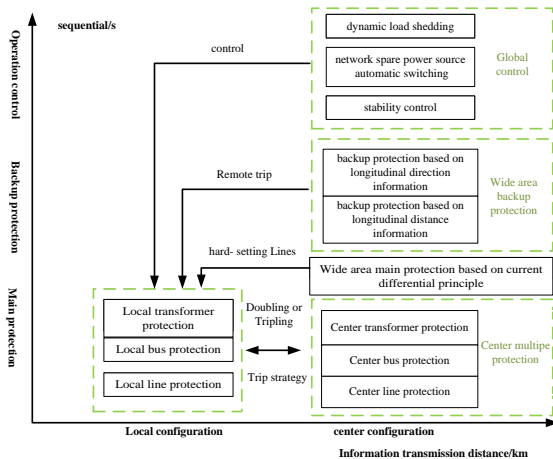 sequential/s
Operation control
Backup protection
Main protection
control
dynamic load shedding
network spare power source
automatic switching
stability control
Global
control
Remote trip
backup protection based on
longitudinal direction
information
backup protection based on
longitudinal distance
information
Wide area
backup
protection
hard- setting Lines
Wide area main protection based on current
differential principle
Local transformer
protection
Local bus protection
Local line protection
Doubling or
Tripling
Trip strategy
Center transformer protection
Center bus protection
Center line protection
Center multipe
protection
Local configuration
center configuration
Information transmission distance/km